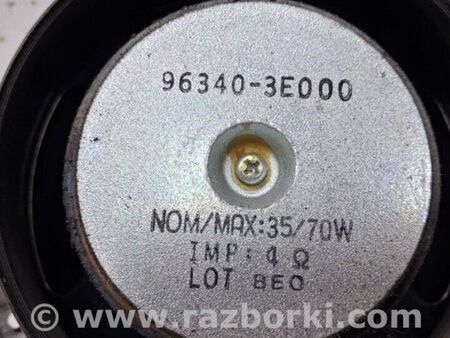 96340-3E000
NOM/MAX:35/70W
IMP: 4 Ω
LOT BEO
www.razborki.com